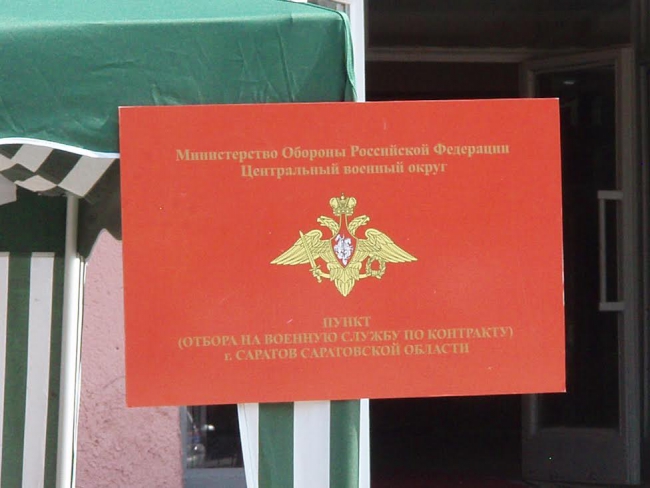 Министерство Обороны Российской Федерации
Центральный военный округ
ПУНКТ
(ОТБОРА НА ВОЕННУЮ СЛУЖБУ ПО КОНТРАКТУ)
г. САРАТОВ САРАТОВСКОЙ ОБЛАСТИ